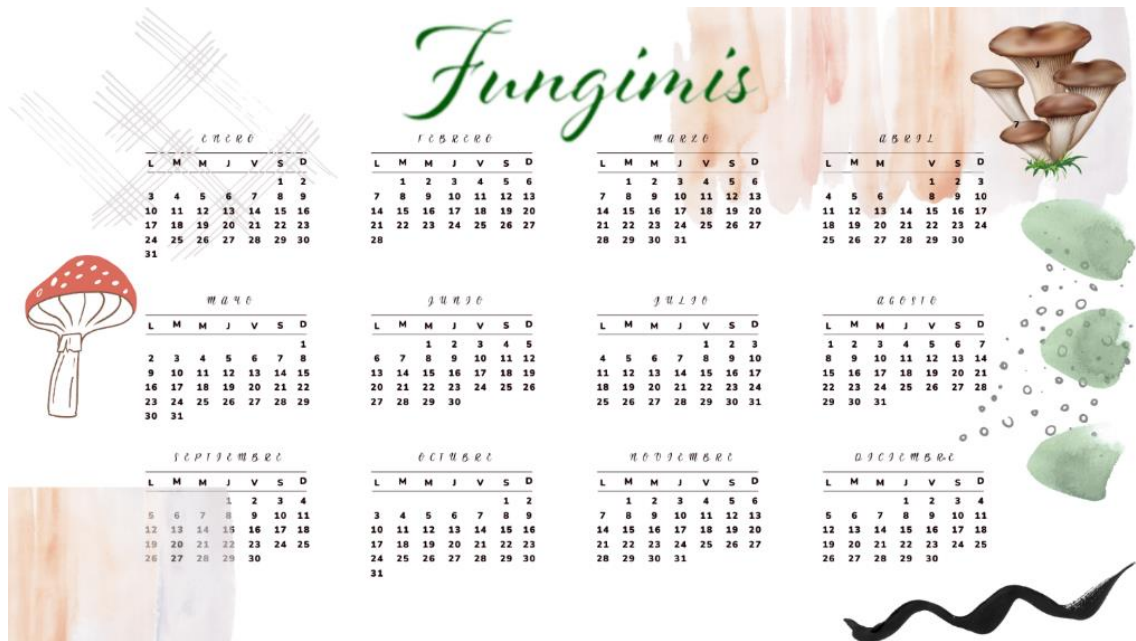 Fungimis
ENERO
L M M J V S D
1 2
3 4 5 6 7 8 9
10 11 12 13 14 15 16
17 18 19 20 21 22 23
24 25 26 27 28 29 30
31
FEBRERO
L M M J V S D
1 2 3 4 5 6
7 8 9 10 11 12 13
14 15 16 17 18 19 20
21 22 23 24 25 26 27
28
MARZO
L M M J V S D
1 2 3 4 5 6
7 8 9 10 11 12 13
14 15 16 17 18 19 20
21 22 23 24 25 26 27
28 29 30 31
ABRIL
L M M V S D
1 2 3
4 5 6 8 9 10
11 12 13 14 15 16 17
18 19 20 21 22 23 24
25 26 27 28 29 30
7
MAYO
L M M J V S D
1
2 3 4 5 6 7 8
9 10 11 12 13 14 15
16 17 18 19 20 21 22
23 24 25 26 27 28 29
30 31
JUNIO
L M M J V S D
1 2 3 4 5
6 7 8 9 10 11 12
13 14 15 16 17 18 19
20 21 22 23 24 25 26
27 28 29 30
JULIO
L M M J V S D
1 2 3
4 5 6 7 8 9 10
11 12 13 14 15 16 17
18 19 20 21 22 23 24
25 26 27 28 29 30 31
AGOSTO
L M M J V S D
1 2 3 4 5 6 7
8 9 10 11 12 13 14
15 16 17 18 19 20 21
22 23 24 25 26 27 28
29 30 31
SEPTIEMBRE
L M M J V S D
1 2 3 4
5 6 7 8 9 10 11
12 13 14 15 16 17 18
19 20 21 22 23 24 25
26 27 28 29 30
OCTUBRE
L M M J V S D
1 2
3 4 5 6 7 8 9
10 11 12 13 14 15 16
17 18 19 20 21 22 23
24 25 26 27 28 29 30
31
NOVIEMBRE
L M M J V S D
1 2 3 4 5 6
7 8 9 10 11 12 13
14 15 16 17 18 19 20
21 22 23 24 25 26 27
28 29 30 31
DICIEMBRE
L M M J V S D
1 2 3 4
5 6 7 8 9 10 11
12 13 14 15 16 17 18
19 20 21 22 23 24 25
26 27 28 29 30